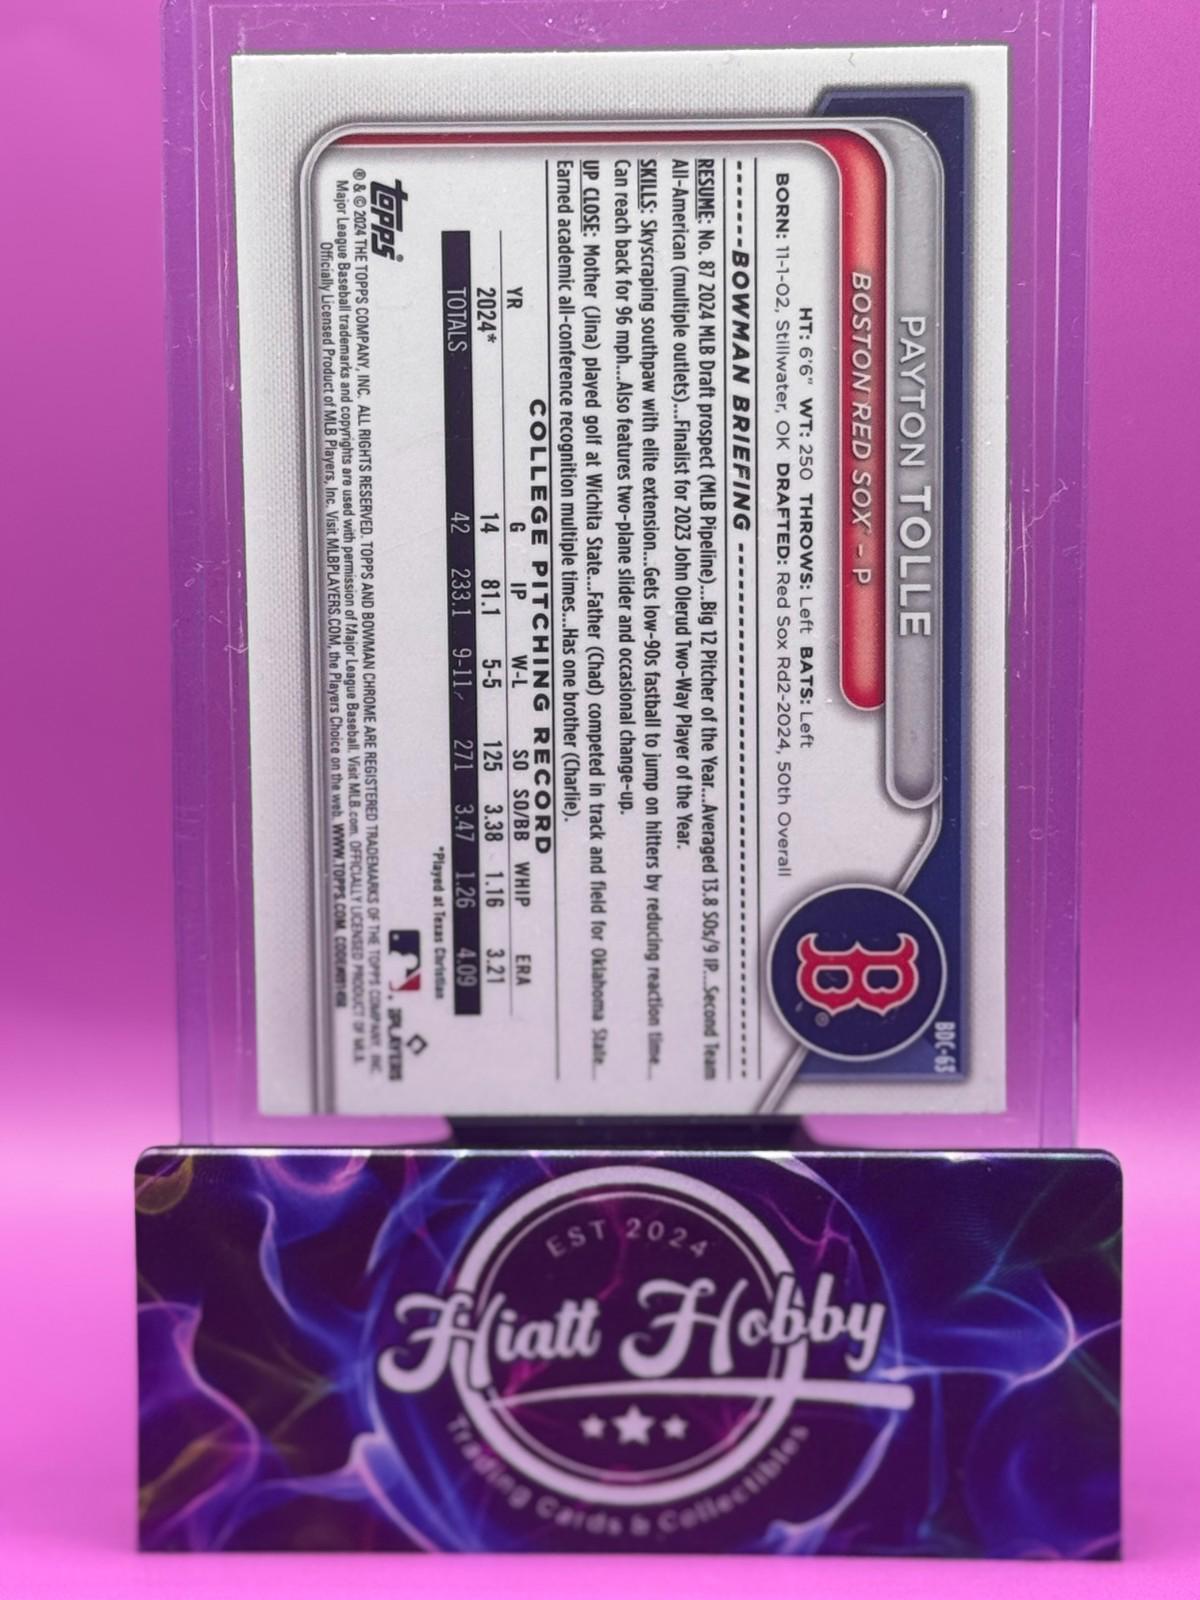 BDC-63
PAYTON TOLLE
BOSTON RED SOX® – P
HT: 6'6" WT: 250 THROWS: Left BATS: Left
BORN: 11-1-02, Stillwater, OK DRAFTED: Red Sox Rd2-2024, 50th Overall
BOWMAN BRIEFING
RESUME: No. 87 2024 MLB Draft prospect (MLB Pipeline)...Big 12 Pitcher of the Year...Averaged 13.8 SOs/9 IP...Second Team
All-American (multiple outlets)...Finalist for 2023 John Olerud Two-Way Player of the Year.
SKILLS: Skyscraping southpaw with elite extension...Gets low-90s fastball to jump on hitters by reducing reaction time...
Can reach back for 96 mph...Also features two-plane slider and occasional change-up.
UP CLOSE: Mother (Jina) played golf at Wichita State...Father (Chad) competed in track and field for Oklahoma State...
Earned academic all-conference recognition multiple times...Has one brother (Charlie).
COLLEGE PITCHING RECORD
YR G IP W-L SO SO/BB WHIP ERA
2024* 14 81.1 5-5 125 3.38 1.16 3.21
TOTALS 42 233.1 9-11 271 3.47 1.26 4.09
*Played at Texas Christian
topps®
PLAYERS
® & © 2024 THE TOPPS COMPANY, INC. ALL RIGHTS RESERVED. TOPPS AND BOWMAN CHROME ARE REGISTERED TRADEMARKS OF THE TOPPS COMPANY, INC.
Major League Baseball trademarks and copyrights are used with permission of Major League Baseball. Visit MLB.com. OFFICIALLY LICENSED PRODUCT OF MLB
Officially Licensed Product of MLB Players, Inc. Visit MLBPLAYERS.COM, the Players Choice on the web. WWW.TOPPS.COM.
EST 2024
Hiatt Hobby
Trading Cards & Collectibles